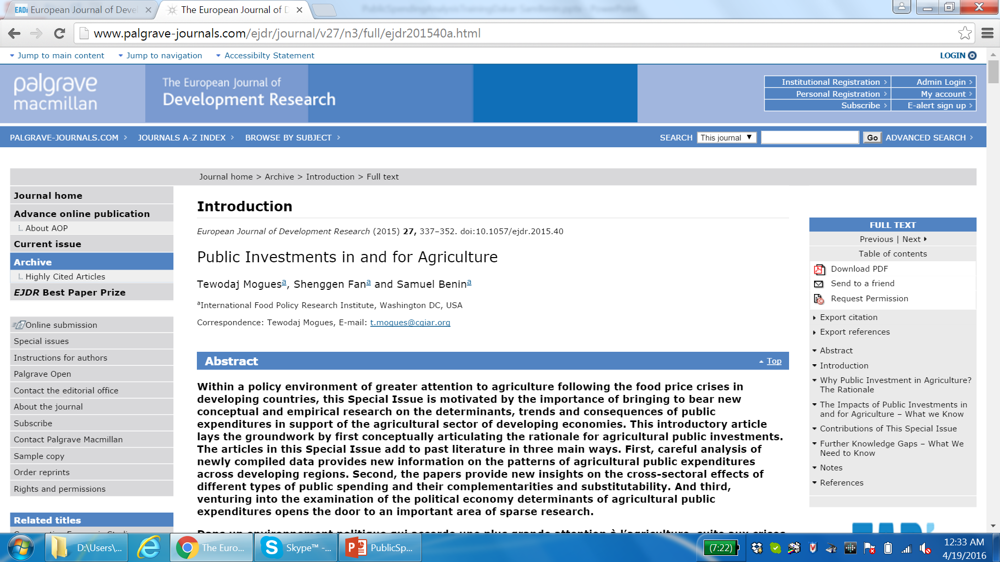 EADi European Journal of Devel
The European Journal of D
www.palgrave-journals.com/ejdr/journal/v27/n3/full/ejdr201540a.html
Jump to main content Jump to navigation Accessibilty Statement
LOGIN
palgrave
macmillan
The European Journal of
Development Research
Institutional Registration > Admin Login >
Personal Registration > My account >
Subscribe > E-alert sign up >
PALGRAVE-JOURNALS.COM > JOURNALS A-Z INDEX > BROWSE BY SUBJECT >
SEARCH This journal Go ADVANCED SEARCH >
Journal home > Archive > Introduction > Full text
Journal home
Advance online publication
About AOP
Current issue
Archive
Highly Cited Articles
EJDR Best Paper Prize
Online submission
Special issues
Instructions for authors
Palgrave Open
Contact the editorial office
About the journal
Subscribe
Contact Palgrave Macmillan
Sample copy
Order reprints
Rights and permissions
Related titles
Introduction
European Journal of Development Research (2015) 27, 337–352. doi:10.1057/ejdr.2015.40
Public Investments in and for Agriculture
Tewodaj Moguesa, Shenggen Fana and Samuel Benina
aInternational Food Policy Research Institute, Washington DC, USA
Correspondence: Tewodaj Mogues, E-mail: t.mogues@cgiar.org
Abstract
Top
Within a policy environment of greater attention to agriculture following the food price crises in
developing countries, this Special Issue is motivated by the importance of bringing to bear new
conceptual and empirical research on the determinants, trends and consequences of public
expenditures in support of the agricultural sector of developing economies. This introductory article
lays the groundwork by first conceptually articulating the rationale for agricultural public investments.
The articles in this Special Issue add to past literature in three main ways. First, careful analysis of
newly compiled data provides new information on the patterns of agricultural public expenditures
across developing regions. Second, the papers provide new insights on the cross-sectoral effects of
different types of public spending and their complementarities and substitutability. And third,
venturing into the examination of the political economy determinants of agricultural public
expenditures opens the door to an important area of sparse research.
Dans un environnement politique qui accorde une plus grande attention à l'agriculture, suite aux crises
FULL TEXT
Previous | Next
Table of contents
Download PDF
Send to a friend
Request Permission
Export citation
Export references
Abstract
Introduction
Why Public Investment in Agriculture?
The Rationale
The Impacts of Public Investments in
and for Agriculture – What we Know
Contributions of This Special Issue
Further Knowledge Gaps – What We
Need to Know
Notes
References
EADi
D:\Users\...
The Euro...
Skype™ -...
PublicSp...
(7:22)
12:33 AM
4/19/2016